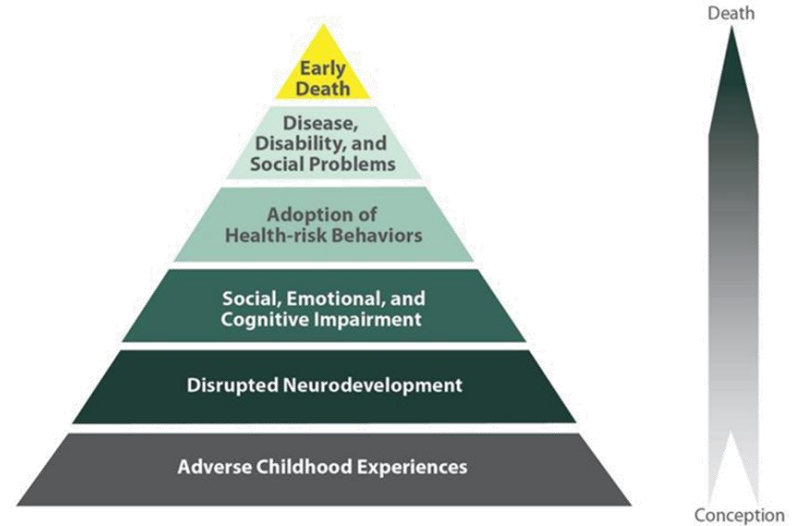 Death
Early
Death
Disease,
Disability, and
Social Problems
Adoption of
Health-risk Behaviors
Social, Emotional, and
Cognitive Impairment
Disrupted Neurodevelopment
Adverse Childhood Experiences
Conception